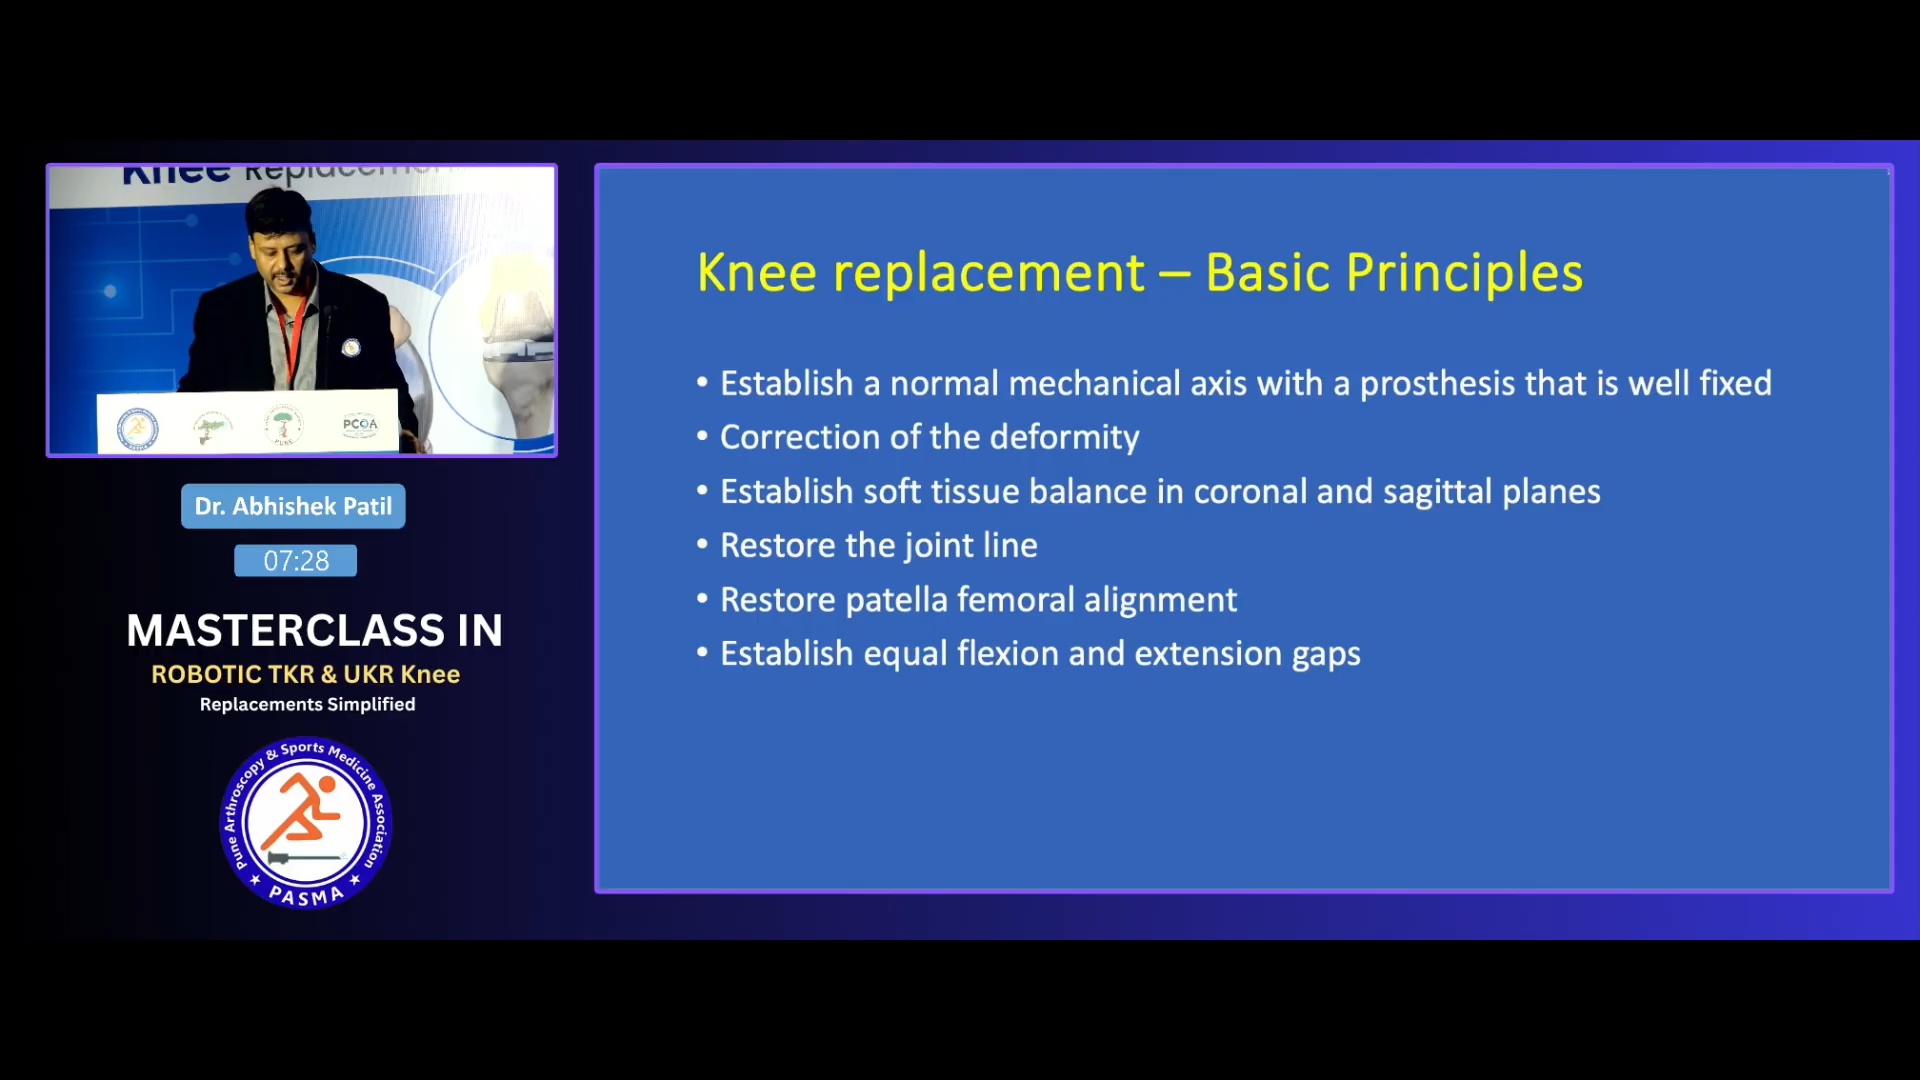 Knee Replacement
PCOA
PUNE
Dr. Abhishek Patil
07:28
MASTERCLASS IN
ROBOTIC TKR & UKR Knee
Replacements Simplified
Pune Arthroscopy & Sports Medicine Association
PASMA
Knee replacement – Basic Principles
• Establish a normal mechanical axis with a prosthesis that is well fixed
• Correction of the deformity
• Establish soft tissue balance in coronal and sagittal planes
• Restore the joint line
• Restore patella femoral alignment
• Establish equal flexion and extension gaps